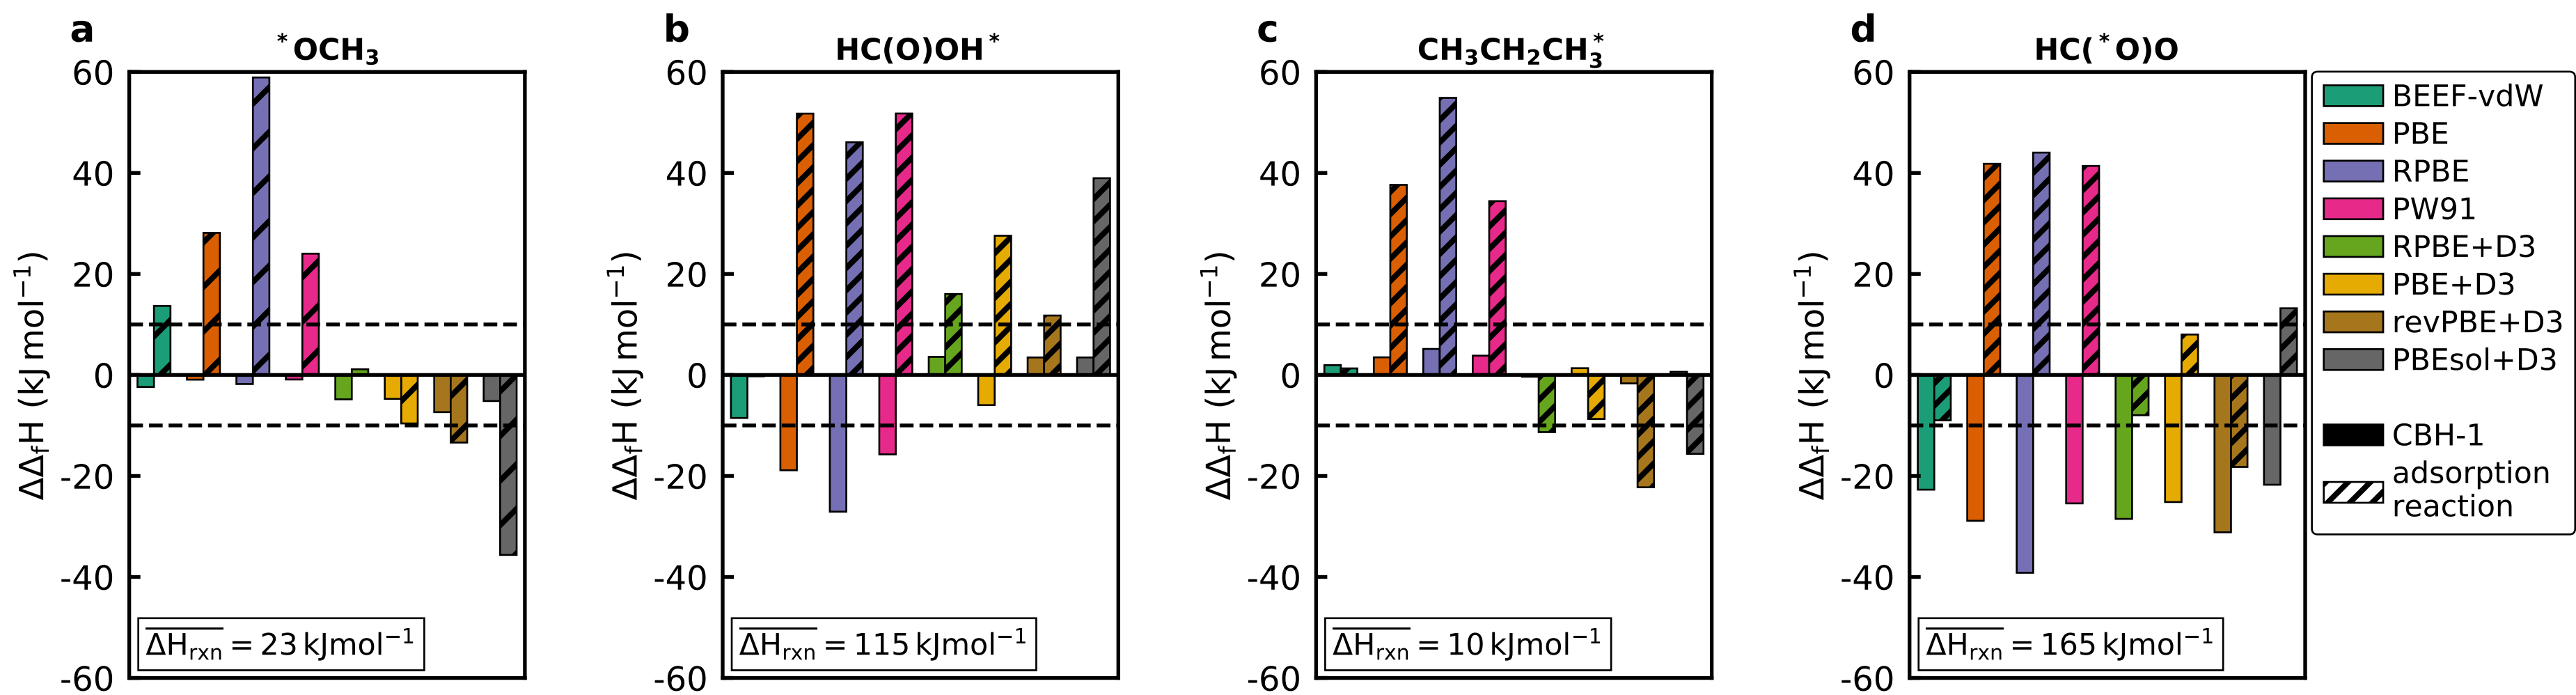 a
*OCH₃
60
40
20
0
-20
-40
-60
ΔΔfH (kJ mol⁻¹)
ΔHrxn = 23 kJmol⁻¹
b
HC(O)OH*
60
40
20
0
-20
-40
-60
ΔΔfH (kJ mol⁻¹)
ΔHrxn = 115 kJmol⁻¹
c
CH₃CH₂CH₃*
60
40
20
0
-20
-40
-60
ΔΔfH (kJ mol⁻¹)
ΔHrxn = 10 kJmol⁻¹
d
HC(*O)O
60
40
20
0
-20
-40
-60
ΔΔfH (kJ mol⁻¹)
ΔHrxn = 165 kJmol⁻¹
BEEF-vdW
PBE
RPBE
PW91
RPBE+D3
PBE+D3
revPBE+D3
PBEsol+D3
CBH-1
adsorption
reaction